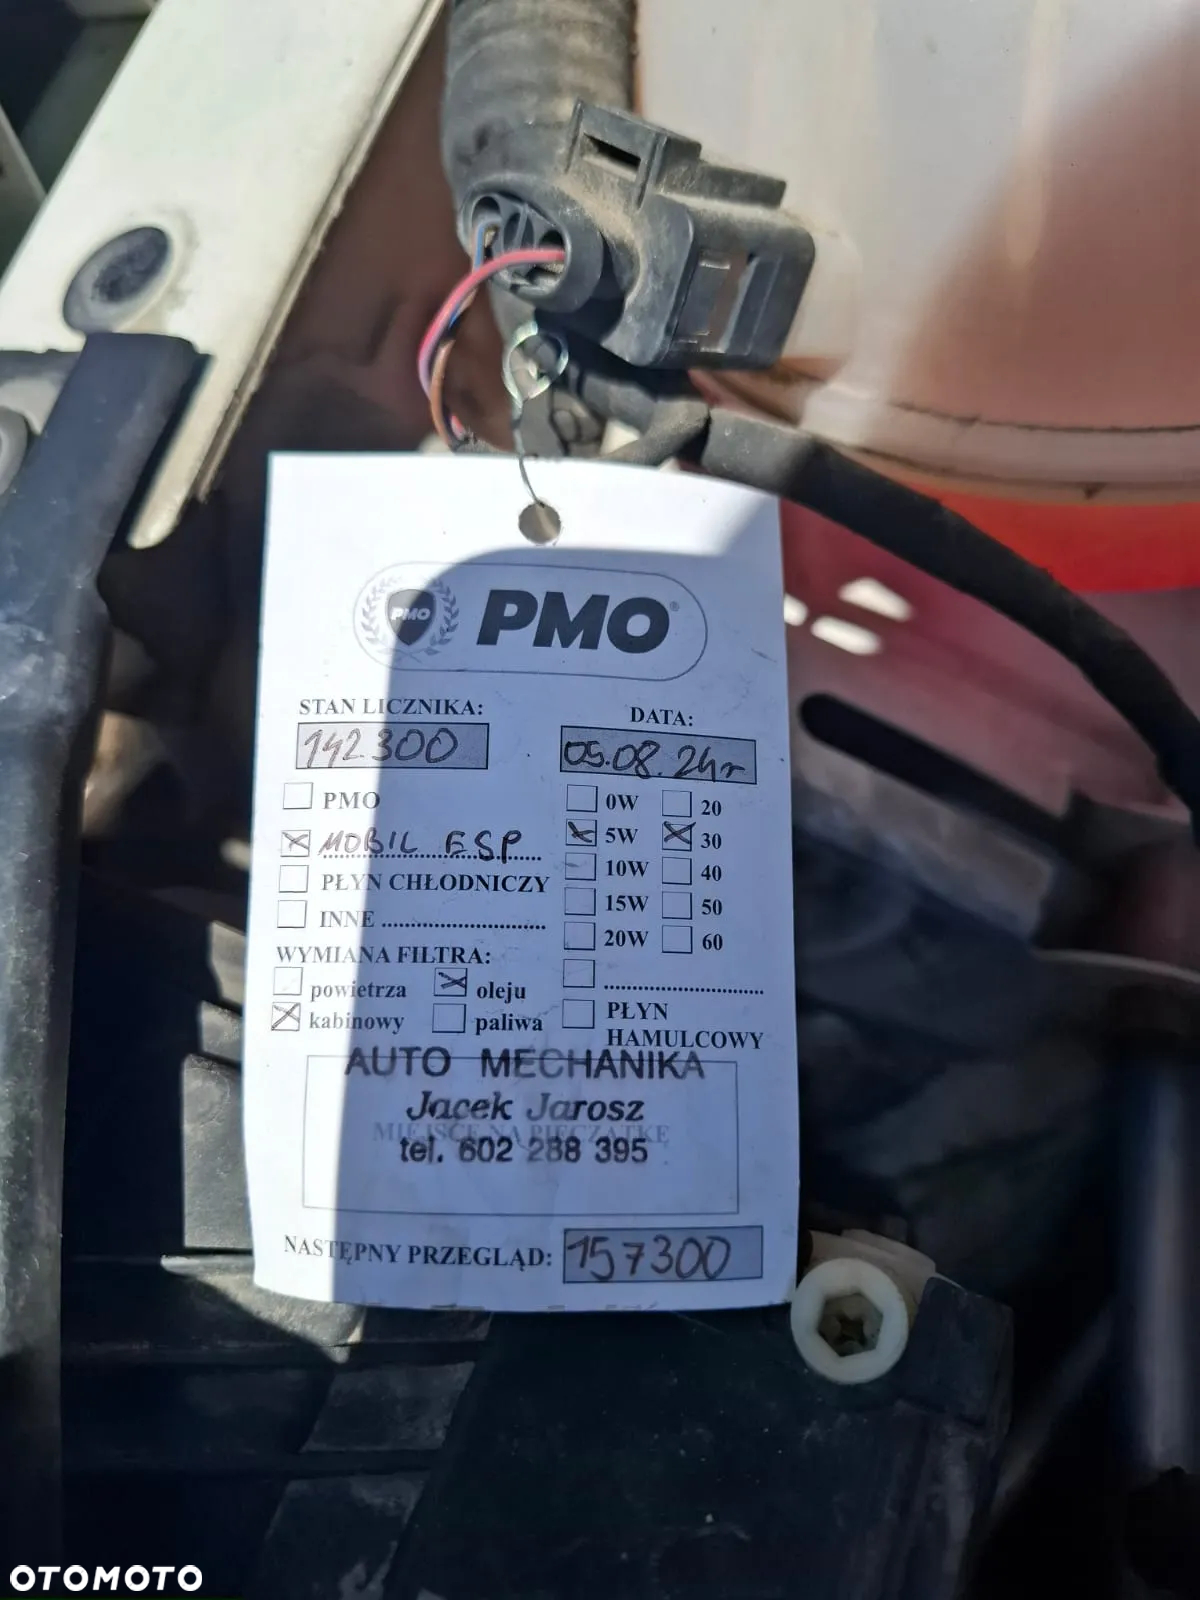 PMO
PMO®
STAN LICZNIKA:
DATA:
142300
05.08.24r
PMO
0W
20
MOBIL ESP
5W
30
PŁYN CHŁODNICZY
10W
40
INNE
15W
50
20W
60
WYMIANA FILTRA:
powietrza
oleju
kabinowy
paliwa
PŁYN
HAMULCOWY
AUTO MECHANIKA
Jacek Jarosz
MIEJSCE NA PIECZĄTKĘ
tel. 602 288 395
NASTĘPNY PRZEGLĄD:
157300
OTOMOTO